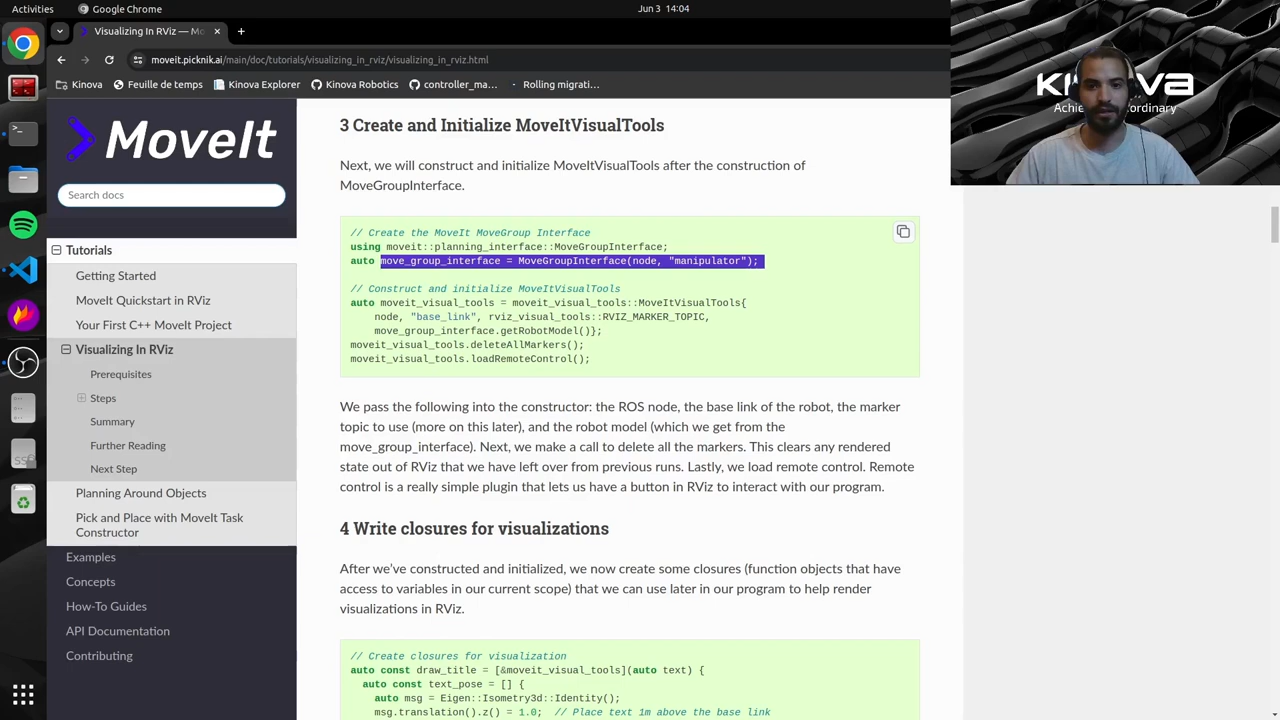 Activities
Google Chrome
Jun 3 14:04
Visualizing In RViz — Mo
moveit.picknik.ai/main/doc/tutorials/visualizing_in_rviz/visualizing_in_rviz.html
Kinova
Feuille de temps
Kinova Explorer
Kinova Robotics
controller_ma...
Rolling migrati...
KINOVA
MoveIt
Search docs
Tutorials
Getting Started
MoveIt Quickstart in RViz
Your First C++ MoveIt Project
Visualizing In RViz
Prerequisites
Steps
Summary
Further Reading
Next Step
Planning Around Objects
Pick and Place with MoveIt Task
Constructor
Examples
Concepts
How-To Guides
API Documentation
Contributing
3 Create and Initialize MoveItVisualTools
Next, we will construct and initialize MoveItVisualTools after the construction of
MoveGroupInterface.
// Create the MoveIt MoveGroup Interface
using moveit::planning_interface::MoveGroupInterface;
auto move_group_interface = MoveGroupInterface(node, "manipulator");
// Construct and initialize MoveItVisualTools
auto moveit_visual_tools = moveit_visual_tools::MoveItVisualTools{
node, "base_link", rviz_visual_tools::RVIZ_MARKER_TOPIC,
move_group_interface.getRobotModel()};
moveit_visual_tools.deleteAllMarkers();
moveit_visual_tools.loadRemoteControl();
We pass the following into the constructor: the ROS node, the base link of the robot, the marker
topic to use (more on this later), and the robot model (which we get from the
move_group_interface). Next, we make a call to delete all the markers. This clears any rendered
state out of RViz that we have left over from previous runs. Lastly, we load remote control. Remote
control is a really simple plugin that lets us have a button in RViz to interact with our program.
4 Write closures for visualizations
After we've constructed and initialized, we now create some closures (function objects that have
access to variables in our current scope) that we can use later in our program to help render
visualizations in RViz.
// Create closures for visualization
auto const draw_title = [&moveit_visual_tools](auto text) {
auto const text_pose = [] {
auto msg = Eigen::Isometry3d::Identity();
msg.translation().z() = 1.0; // Place text 1m above the base link